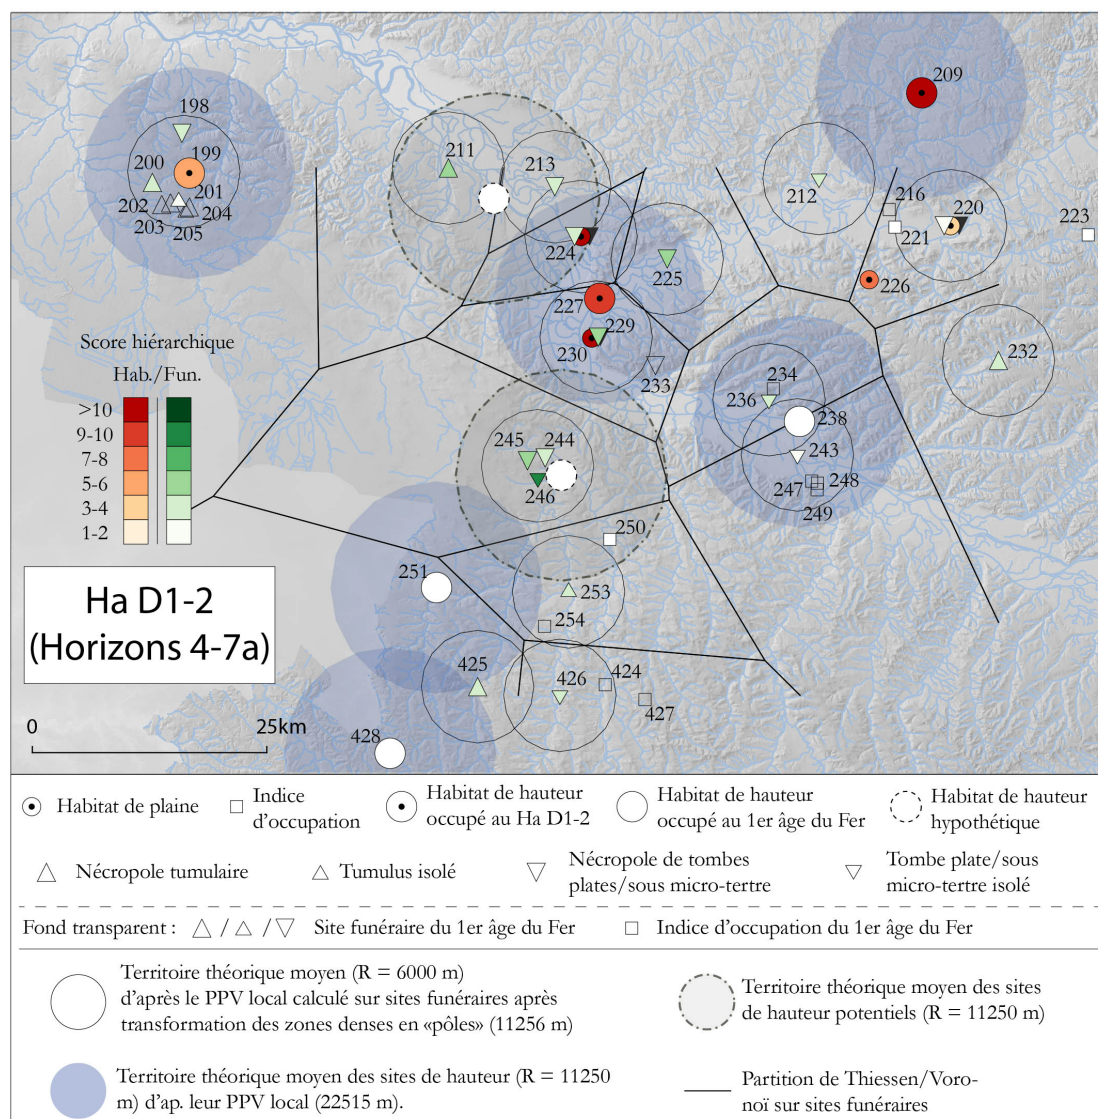 209
198
199
200
201
202
203
204
205
211
213
212
216
220
221
223
224
225
226
227
229
230
232
233
234
236
238
243
244
245
246
247
248
249
250
251
253
254
424
425
426
427
428
Score hiérarchique
Hab./Fun.
>10
9-10
7-8
5-6
3-4
1-2
Ha D1-2
(Horizons 4-7a)
0 25km
Habitat de plaine
Indice
d'occupation
Habitat de hauteur
occupé au Ha D1-2
Habitat de hauteur
occupé au 1er âge du Fer
Habitat de hauteur
hypothétique
Nécropole tumulaire
Tumulus isolé
Nécropole de tombes
plates/sous micro-tertre
Tombe plate/sous
micro-tertre isolé
Fond transparent : / / Site funéraire du 1er âge du Fer
Indice d'occupation du 1er âge du Fer
Territoire théorique moyen (R = 6000 m)
d'après le PPV local calculé sur sites funéraires après
transformation des zones denses en «pôles» (11256 m)
Territoire théorique moyen des sites
de hauteur potentiels (R = 11250 m)
Territoire théorique moyen des sites de hauteur (R = 11250
m) d'ap. leur PPV local (22515 m).
Partition de Thiessen/Voro-
noï sur sites funéraires